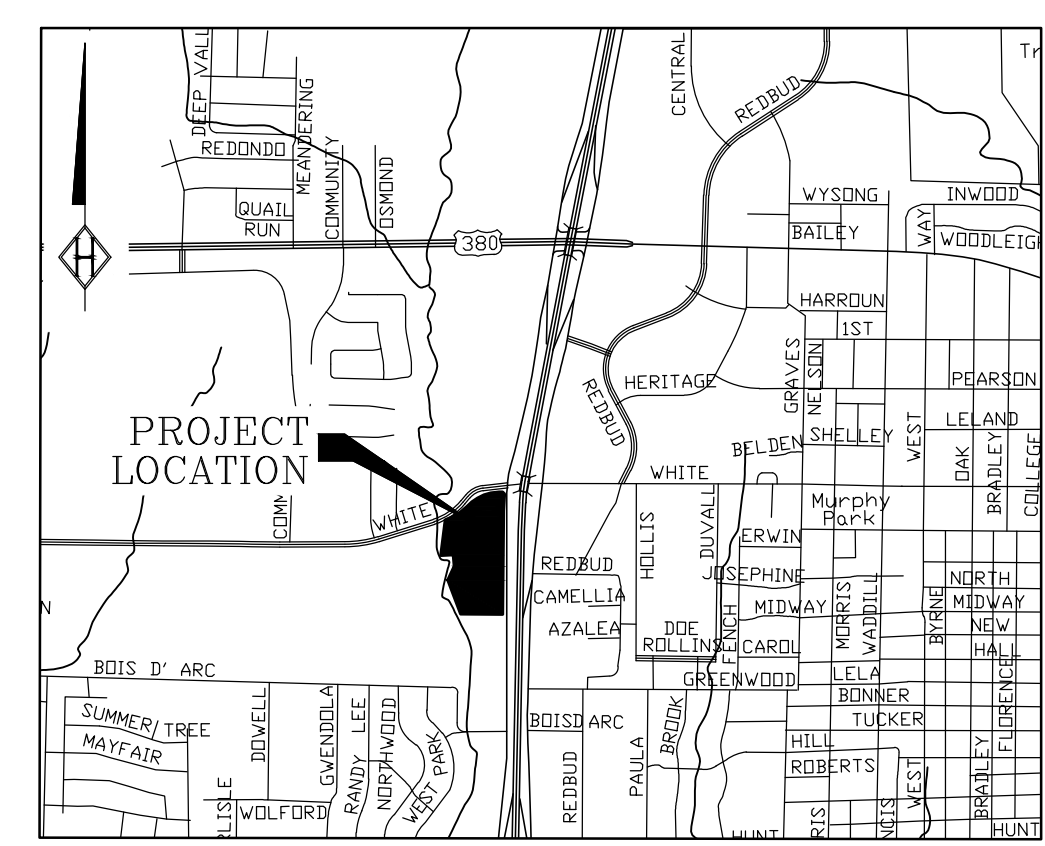 DEEP VALL
MEANDERING
REDONDO
COMMUNITY
OSMOND
QUAIL
RUN
H
380
CENTRAL
REDBUD
Tr
WYSONG
INWOOD
BAILEY
WAY
WOODLEIGH
HARROUN
1ST
GRAVES
NELSON
HERITAGE
PEARSON
REDBUD
LELAND
SHELLEY
WEST
BELDEN
OAK
BRADLEY
COLLEGE
PROJECT
LOCATION
WHITE
COMM
WHITE
Murphy
Park
HOLLIS
DUVALL
ERWIN
REDBUD
JOSEPHINE
NORTH
CAMELLIA
MIDWAY
MIDWAY
MORRIS
WADDILL
BYRNE
AZALEA
DOE
NEW
ROLLINS
FENCH
CAROL
HALL
N
BOIS D' ARC
GREENWOOD
LELA
BONNER
FLORENCE
SUMMER TREE
MAYFAIR
DOWELL
GWENDOLA
RANDY LEE
NORTHWOOD
WEST PARK
BOISD ARC
BROOK
TUCKER
HILL
ROBERTS
REDBUD
PAULA
WEST
BRADLEY
RLISLE
WOLFORD
HUNT
RIS
NCIS
HUNT